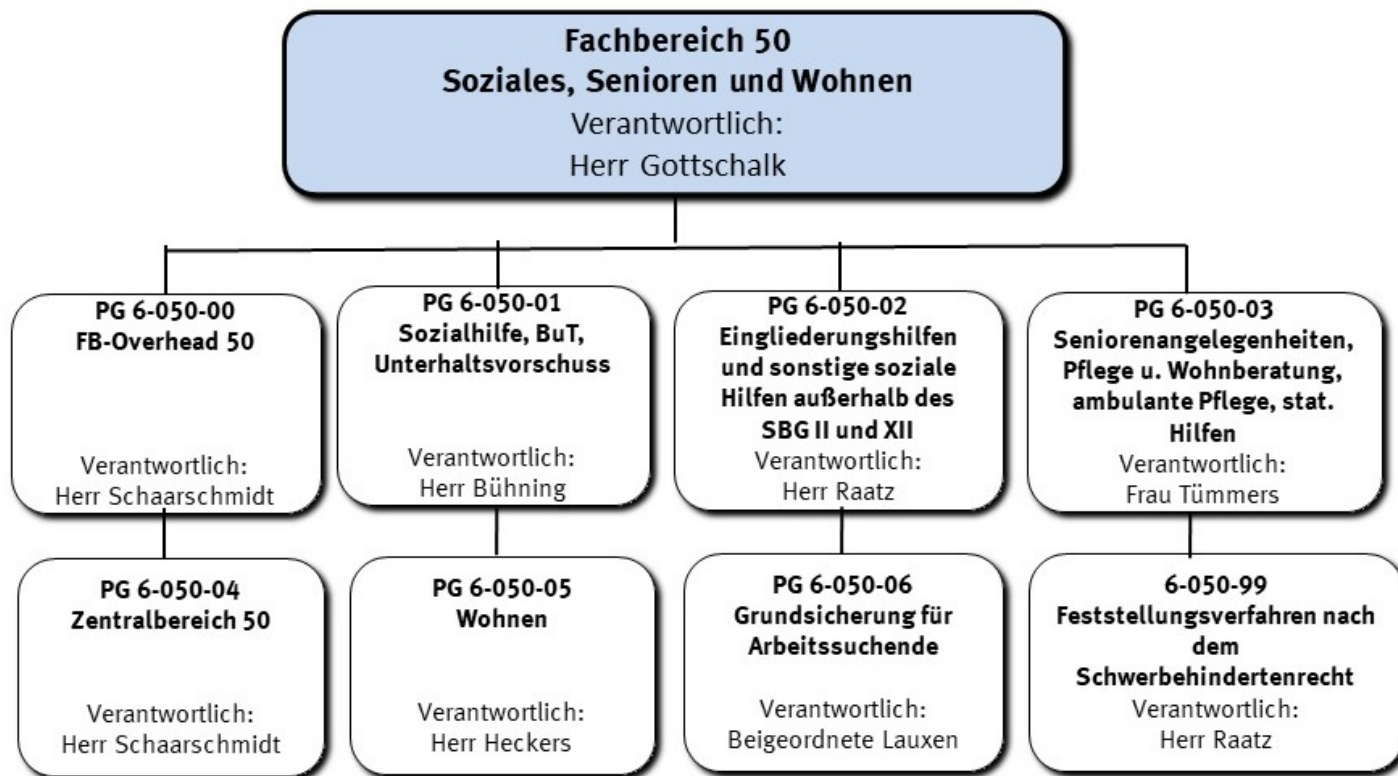 Fachbereich 50
Soziales, Senioren und Wohnen
Verantwortlich:
Herr Gottschalk
PG 6-050-00
FB-Overhead 50
Verantwortlich:
Herr Schaarschmidt
PG 6-050-01
Sozialhilfe, BuT,
Unterhaltsvorschuss
Verantwortlich:
Herr Bühning
PG 6-050-02
Eingliederungshilfen
und sonstige soziale
Hilfen außerhalb des
SBG II und XII
Verantwortlich:
Herr Raatz
PG 6-050-03
Seniorenangelegenheiten,
Pflege u. Wohnberatung,
ambulante Pflege, stat.
Hilfen
Verantwortlich:
Frau Tümmers
PG 6-050-04
Zentralbereich 50
Verantwortlich:
Herr Schaarschmidt
PG 6-050-05
Wohnen
Verantwortlich:
Herr Heckers
PG 6-050-06
Grundsicherung für
Arbeitssuchende
Verantwortlich:
Beigeordnete Lauxen
6-050-99
Feststellungsverfahren nach
dem
Schwerbehindertenrecht
Verantwortlich:
Herr Raatz